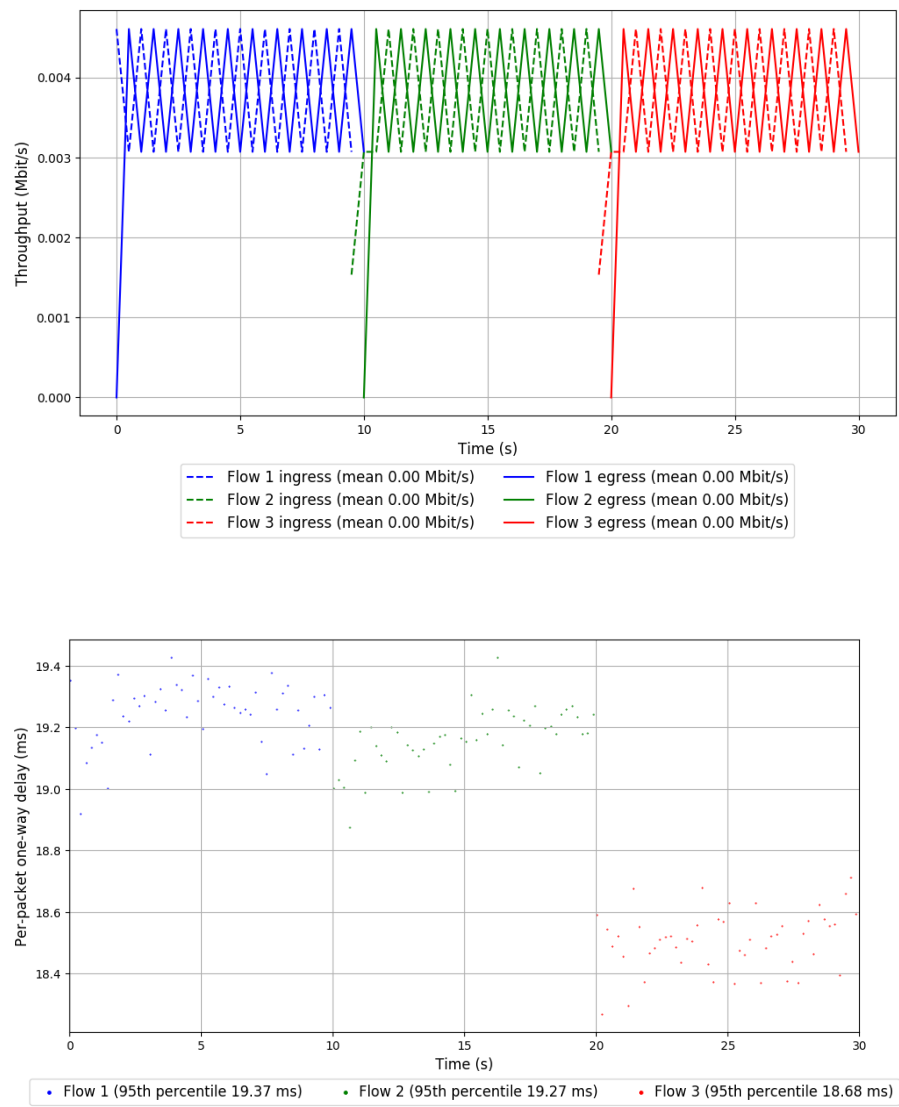 0.004
0.003
0.002
0.001
0.000
Throughput (Mbit/s)
0 5 10 15 20 25 30
Time (s)
Flow 1 ingress (mean 0.00 Mbit/s) Flow 1 egress (mean 0.00 Mbit/s)
Flow 2 ingress (mean 0.00 Mbit/s) Flow 2 egress (mean 0.00 Mbit/s)
Flow 3 ingress (mean 0.00 Mbit/s) Flow 3 egress (mean 0.00 Mbit/s)
19.4
19.2
19.0
18.8
18.6
18.4
Per-packet one-way delay (ms)
0 5 10 15 20 25 30
Time (s)
Flow 1 (95th percentile 19.37 ms) Flow 2 (95th percentile 19.27 ms) Flow 3 (95th percentile 18.68 ms)